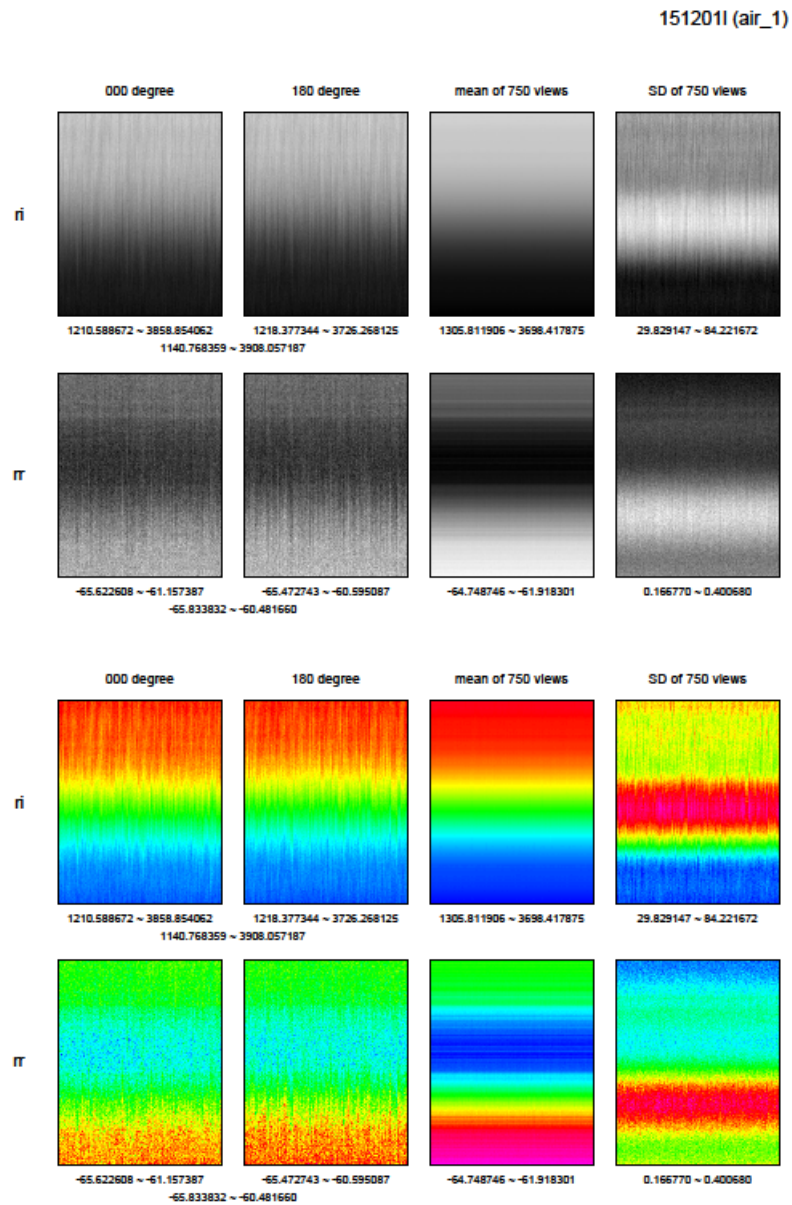 151201l (air_1)
000 degree 180 degree mean of 750 views SD of 750 views
ri
1210.588672 ~ 3858.854062 1218.377344 ~ 3726.268125 1305.811906 ~ 3698.417875 29.829147 ~ 84.221672
1140.768359 ~ 3908.057187
rr
-65.622608 ~ -61.157387 -65.472743 ~ -60.595087 -64.748746 ~ -61.918301 0.166770 ~ 0.400680
-65.833832 ~ -60.481660
000 degree 180 degree mean of 750 views SD of 750 views
ri
1210.588672 ~ 3858.854062 1218.377344 ~ 3726.268125 1305.811906 ~ 3698.417875 29.829147 ~ 84.221672
1140.768359 ~ 3908.057187
rr
-65.622608 ~ -61.157387 -65.472743 ~ -60.595087 -64.748746 ~ -61.918301 0.166770 ~ 0.400680
-65.833832 ~ -60.481660